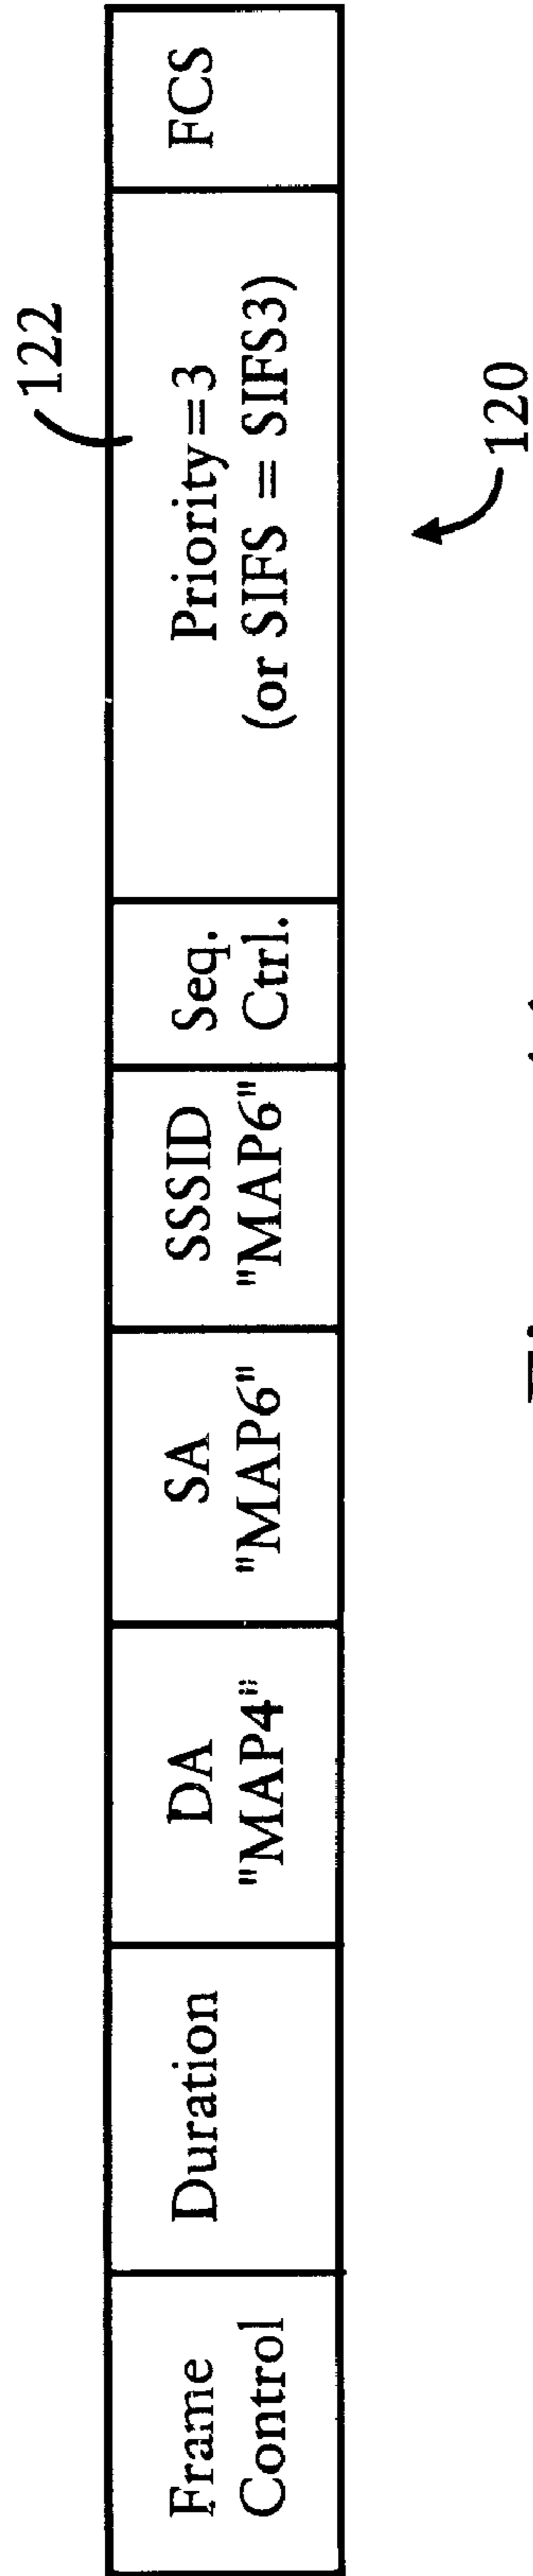 Frame
Control
Duration
DA
"MAP4"
SA
"MAP6"
SSSID
"MAP6"
Seq.
Ctrl.
Priority=3
(or SIFS = SIFS3)
FCS
122
120